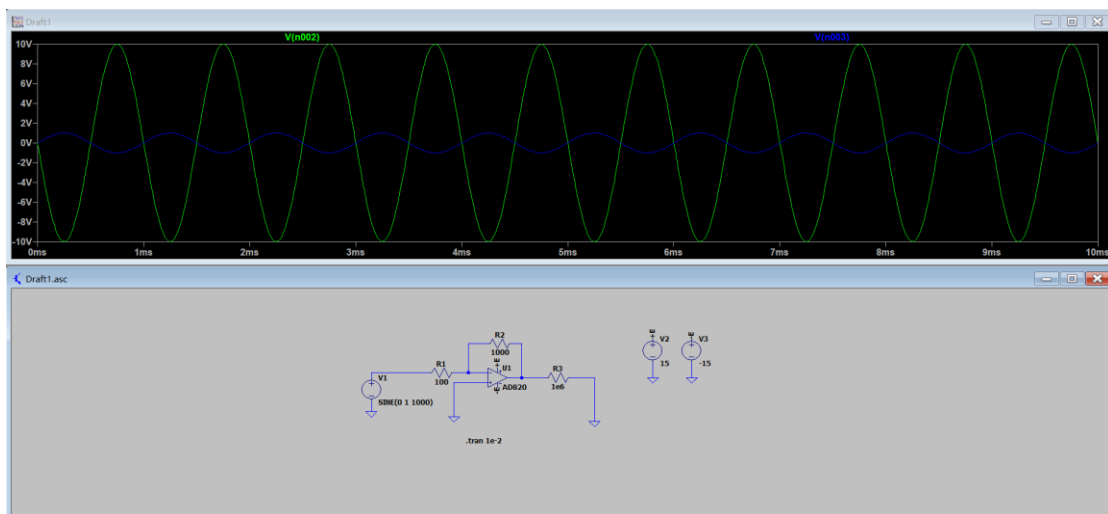 Draft1
V(n002) V(n003)
10V
8V
6V
4V
2V
0V
-2V
-4V
-6V
-8V
-10V
0ms 1ms 2ms 3ms 4ms 5ms 6ms 7ms 8ms 9ms 10ms
Draft1.asc
R2
1000
R1
100
V1
SINE(0 1 1000)
U1
AD820
R3
1e6
V2
15
V3
-15
.tran 1e-2